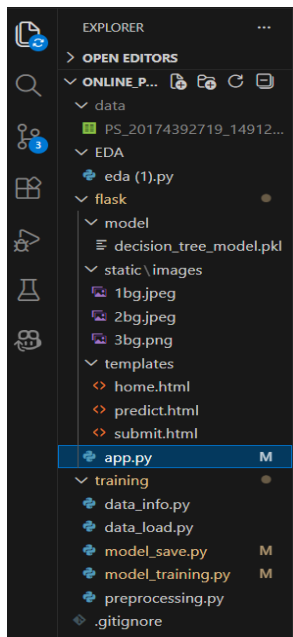 EXPLORER ...
OPEN EDITORS
ONLINE_P...
data
PS_20174392719_14912...
EDA
eda (1).py
flask
model
decision_tree_model.pkl
static\images
1bg.jpeg
2bg.jpeg
3bg.png
templates
home.html
predict.html
submit.html
app.py M
training
data_info.py
data_load.py
model_save.py M
model_training.py M
preprocessing.py
.gitignore
3